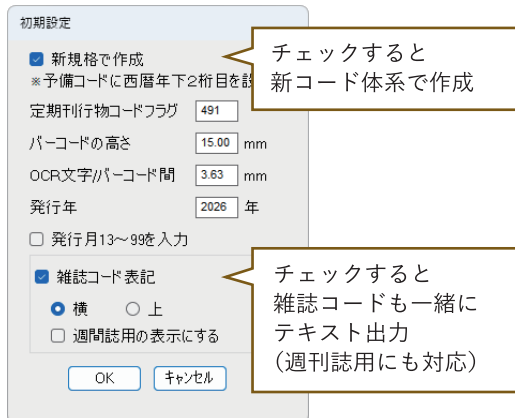 初期設定
新規格で作成
※予備コードに西暦年下2桁目を
定期刊行物コードフラグ 491
バーコードの高さ 15.00 mm
OCR文字/バーコード間 3.63 mm
発行年 2026 年
発行月13～99を入力
雑誌コード表記
横 上
週間誌用の表示にする
OK キャンセル
チェックすると
新コード体系で作成
チェックすると
雑誌コードも一緒に
テキスト出力
(週刊誌用にも対応)